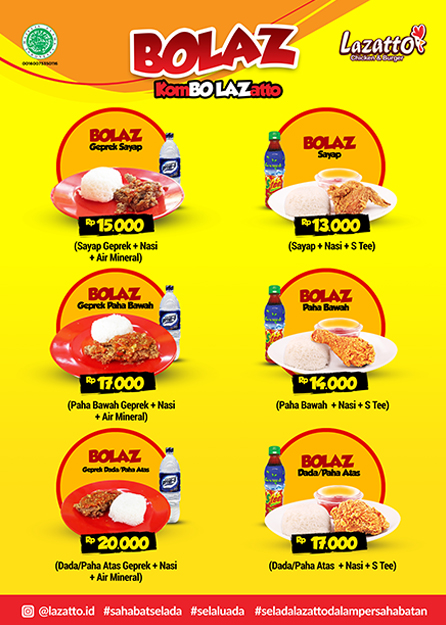 BOLAZ
KomBO LAZatto
Lazatto
Chicken & Burger
00160077550116
BOLAZ
Geprek Sayap
Rp 15.000
(Sayap Geprek + Nasi
+ Air Mineral)
BOLAZ
Sayap
Rp 13.000
(Sayap + Nasi + S Tee)
BOLAZ
Geprek Paha Bawah
Rp 17.000
(Paha Bawah Geprek + Nasi
+ Air Mineral)
BOLAZ
Paha Bawah
Rp 14.000
(Paha Bawah + Nasi + S Tee)
BOLAZ
Geprek Dada/Paha Atas
Rp 20.000
(Dada/Paha Atas Geprek + Nasi
+ Air Mineral)
BOLAZ
Dada/Paha Atas
Rp 17.000
(Dada/Paha Atas + Nasi + S Tee)
@lazatto.id #sahabatselada #selaluada #seladalazattodalampersahabatan